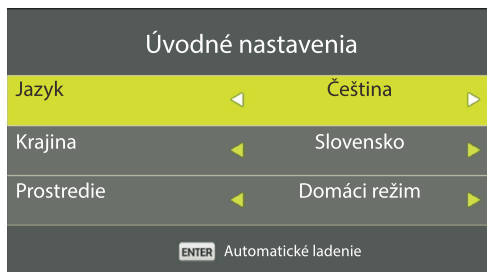 Úvodné nastavenia
Jazyk Čeština
Krajina Slovensko
Prostredie Domáci režim
ENTER Automatické ladenie